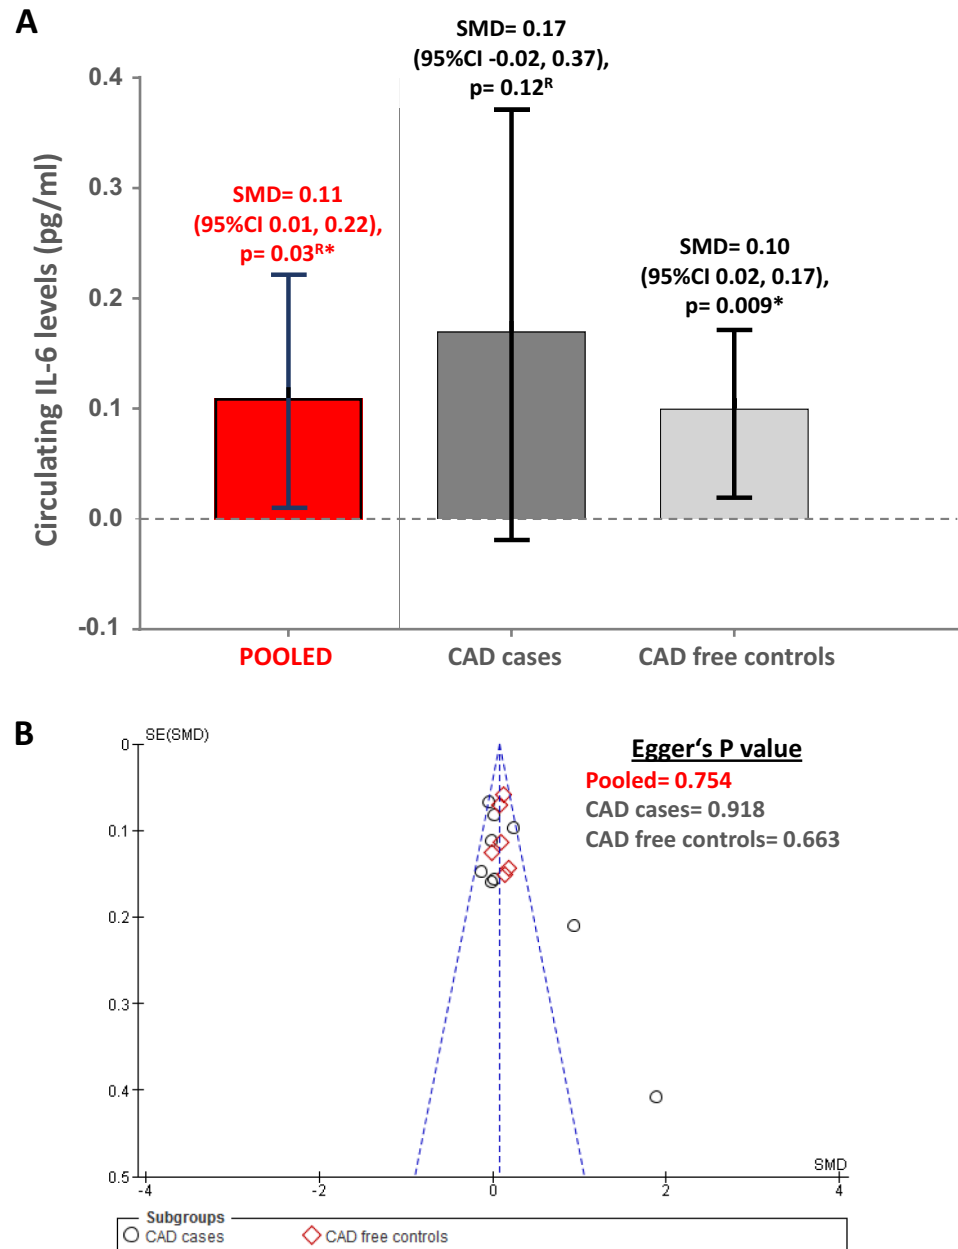 A
SMD= 0.17
(95%CI -0.02, 0.37),
p= 0.12ᴿ
0.4
0.3
SMD= 0.11
(95%CI 0.01, 0.22),
p= 0.03ᴿ*
SMD= 0.10
(95%CI 0.02, 0.17),
p= 0.009*
0.2
0.1
0.0
-0.1
Circulating IL-6 levels (pg/ml)
POOLED
CAD cases
CAD free controls
B
SE(SMD)
Egger‘s P value
Pooled= 0.754
CAD cases= 0.918
CAD free controls= 0.663
0
0.1
0.2
0.3
0.4
0.5
SMD
-4
-2
0
2
4
Subgroups
CAD cases
CAD free controls